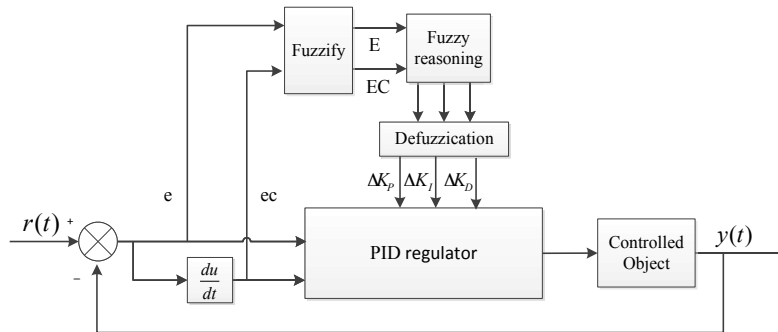 Fuzzify
E
EC
Fuzzy
reasoning
Defuzzication
ΔK_P ΔK_I ΔK_D
e
ec
r(t)
+
−
du
dt
PID regulator
Controlled
Object
y(t)